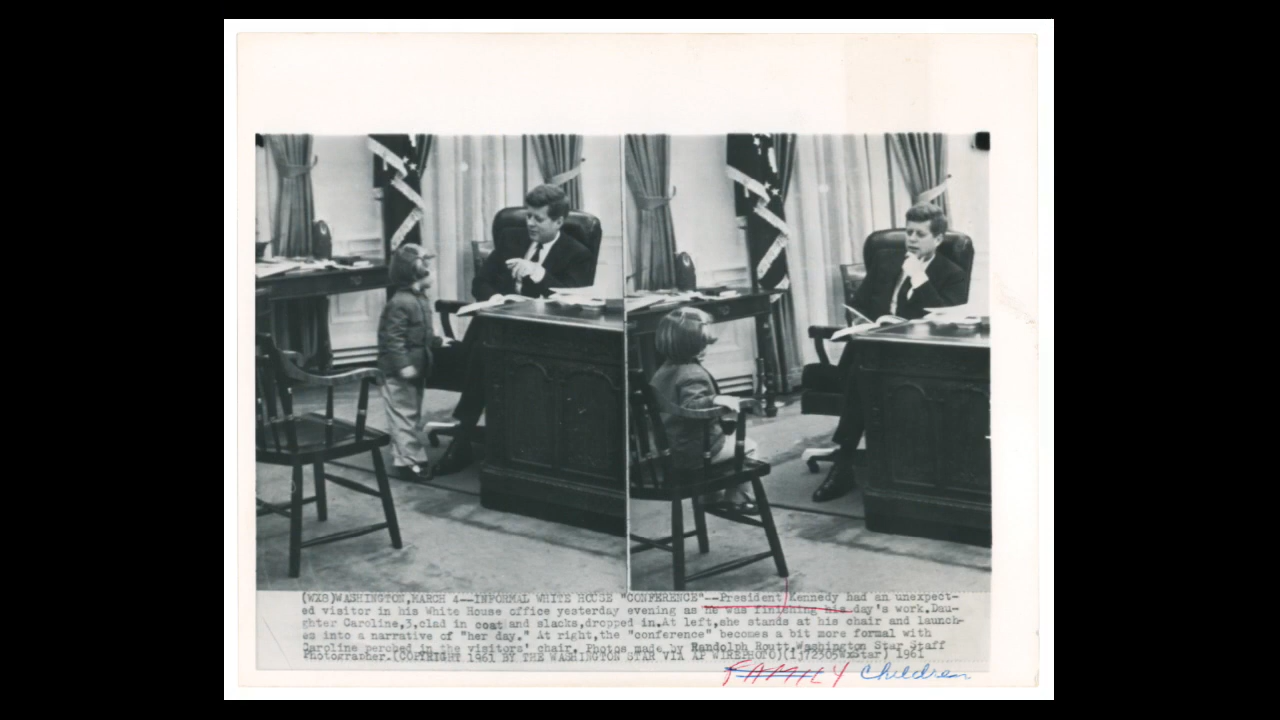 (WX8)WASHINGTON,MARCH 4--INFORMAL WHITE HOUSE "CONFERENCE"--President Kennedy had an unexpect-
ed visitor in his White House office yesterday evening as he was finishing his day's work.Dau-
ghter Caroline,3,clad in coat and slacks,dropped in.At left,she stands at his chair and launch-
es into a narrative of "her day." At right,the "conference" becomes a bit more formal with
Caroline perched in the visitors' chair. Photos made by Randolph Routt,Washington Star Staff
Photographer.(COPYRIGHT 1961 BY THE WASHINGTON STAR VIA AP WIREPHOTO) 1961
FAMILY Children